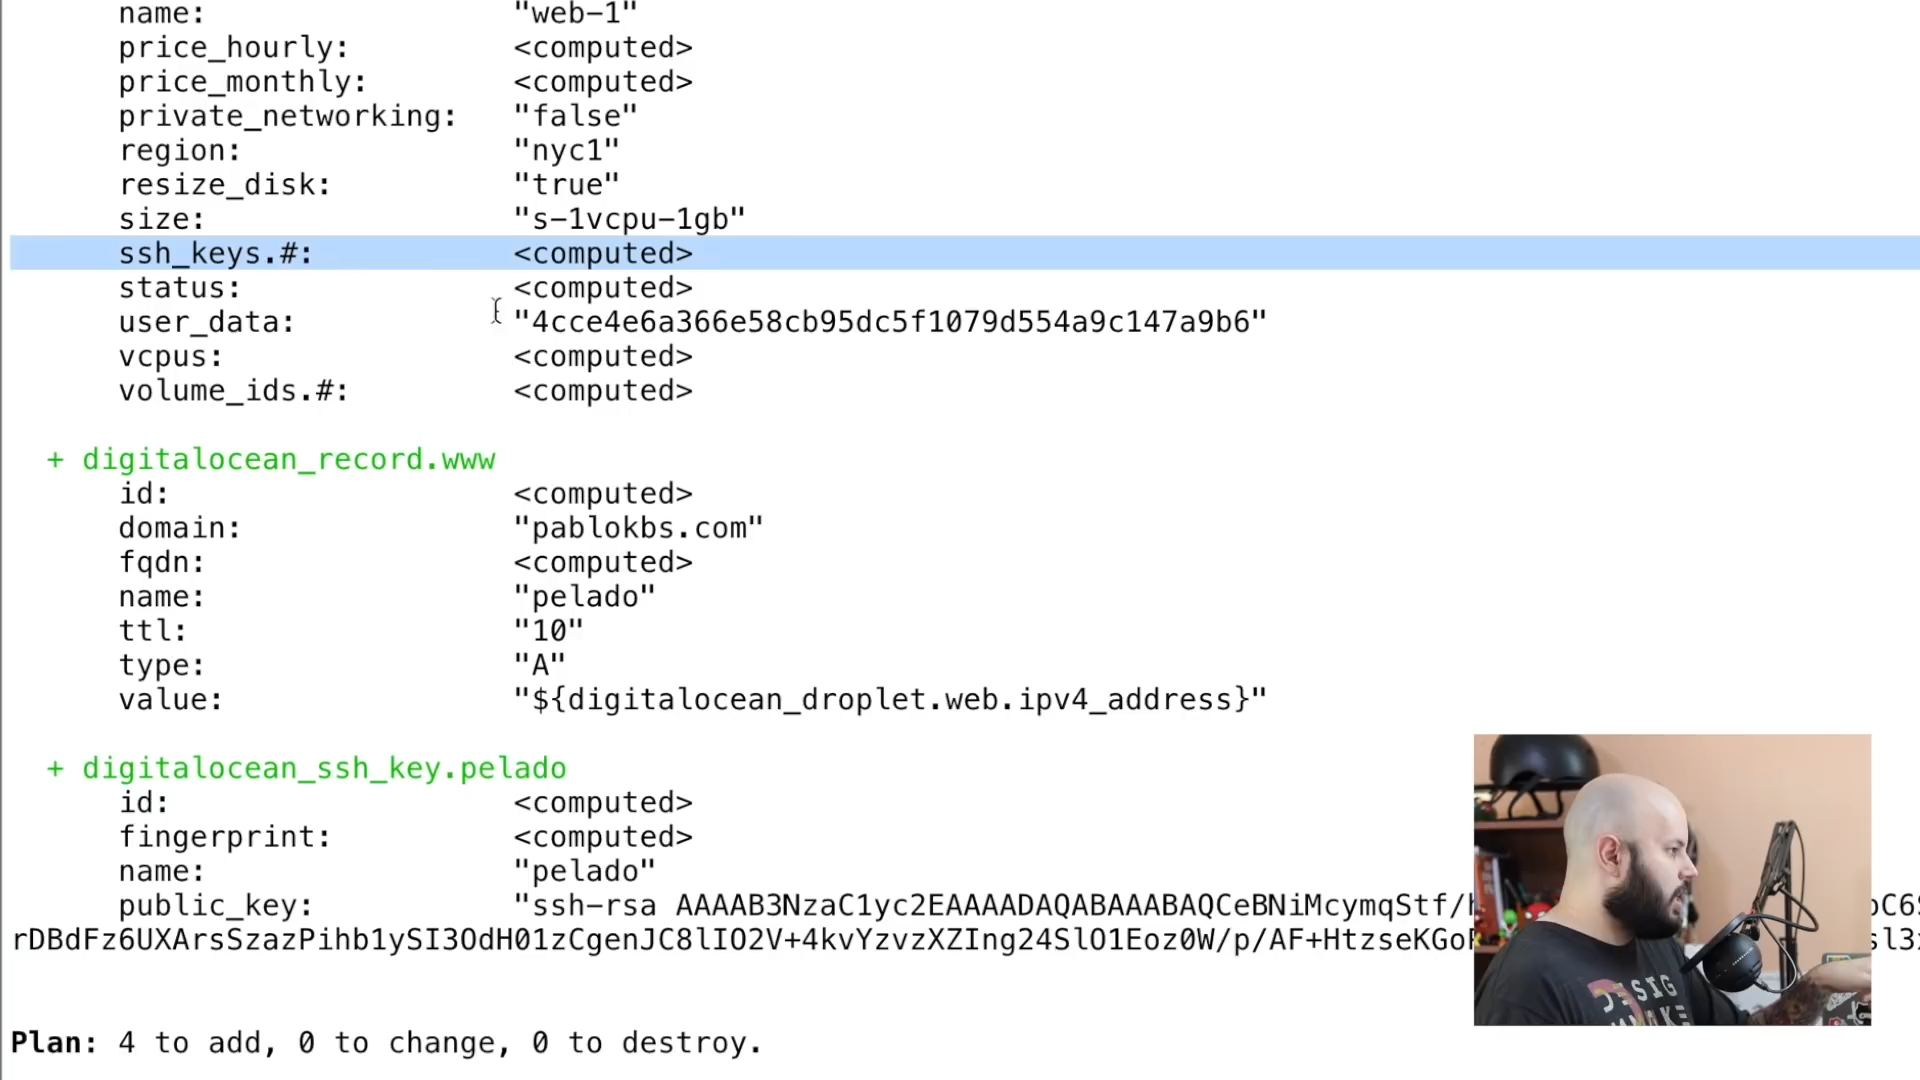 name: "web-1"
price_hourly: <computed>
price_monthly: <computed>
private_networking: "false"
region: "nyc1"
resize_disk: "true"
size: "s-1vcpu-1gb"
ssh_keys.#: <computed>
status: <computed>
user_data: "4cce4e6a366e58cb95dc5f1079d554a9c147a9b6"
vcpus: <computed>
volume_ids.#: <computed>
+ digitalocean_record.www
id: <computed>
domain: "pablokbs.com"
fqdn: <computed>
name: "pelado"
ttl: "10"
type: "A"
value: "${digitalocean_droplet.web.ipv4_address}"
+ digitalocean_ssh_key.pelado
id: <computed>
fingerprint: <computed>
name: "pelado"
public_key: "ssh-rsa AAAAB3NzaC1yc2EAAAADAQABAAABAQCeBNiMcymqStf/
rDBdFz6UXArsSzazPihb1ySI3OdH01zCgenJC8lIO2V+4kvYzvzXZIng24SlO1Eoz0W/p/AF+HtzseKGo
Plan: 4 to add, 0 to change, 0 to destroy.